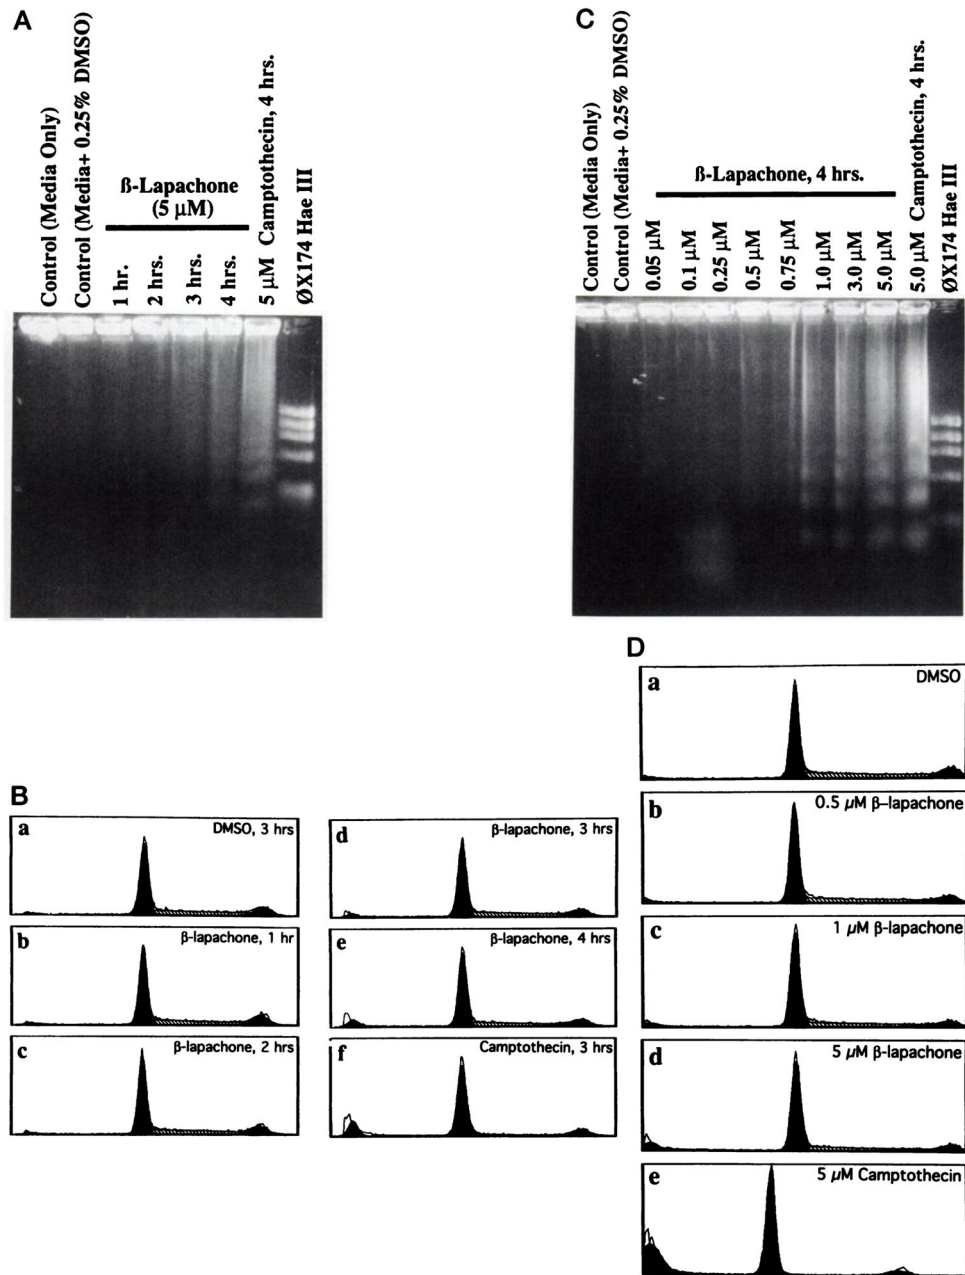 A
Control (Media Only)
Control (Media+ 0.25% DMSO)
ß-Lapachone
(5 µM)
1 hr.
2 hrs.
3 hrs.
4 hrs.
5 µM Camptothecin, 4 hrs.
ØX174 Hae III
C
Control (Media Only)
Control (Media+ 0.25% DMSO)
ß-Lapachone, 4 hrs.
0.05 µM
0.1 µM
0.25 µM
0.5 µM
0.75 µM
1.0 µM
3.0 µM
5.0 µM
5.0 µM Camptothecin, 4 hrs.
ØX174 Hae III
B
a
DMSO, 3 hrs
b
β-lapachone, 1 hr
c
β-lapachone, 2 hrs
d
β-lapachone, 3 hrs
e
β-lapachone, 4 hrs
f
Camptothecin, 3 hrs
D
a
DMSO
b
0.5 µM β-lapachone
c
1 µM β-lapachone
d
5 µM β-lapachone
e
5 µM Camptothecin